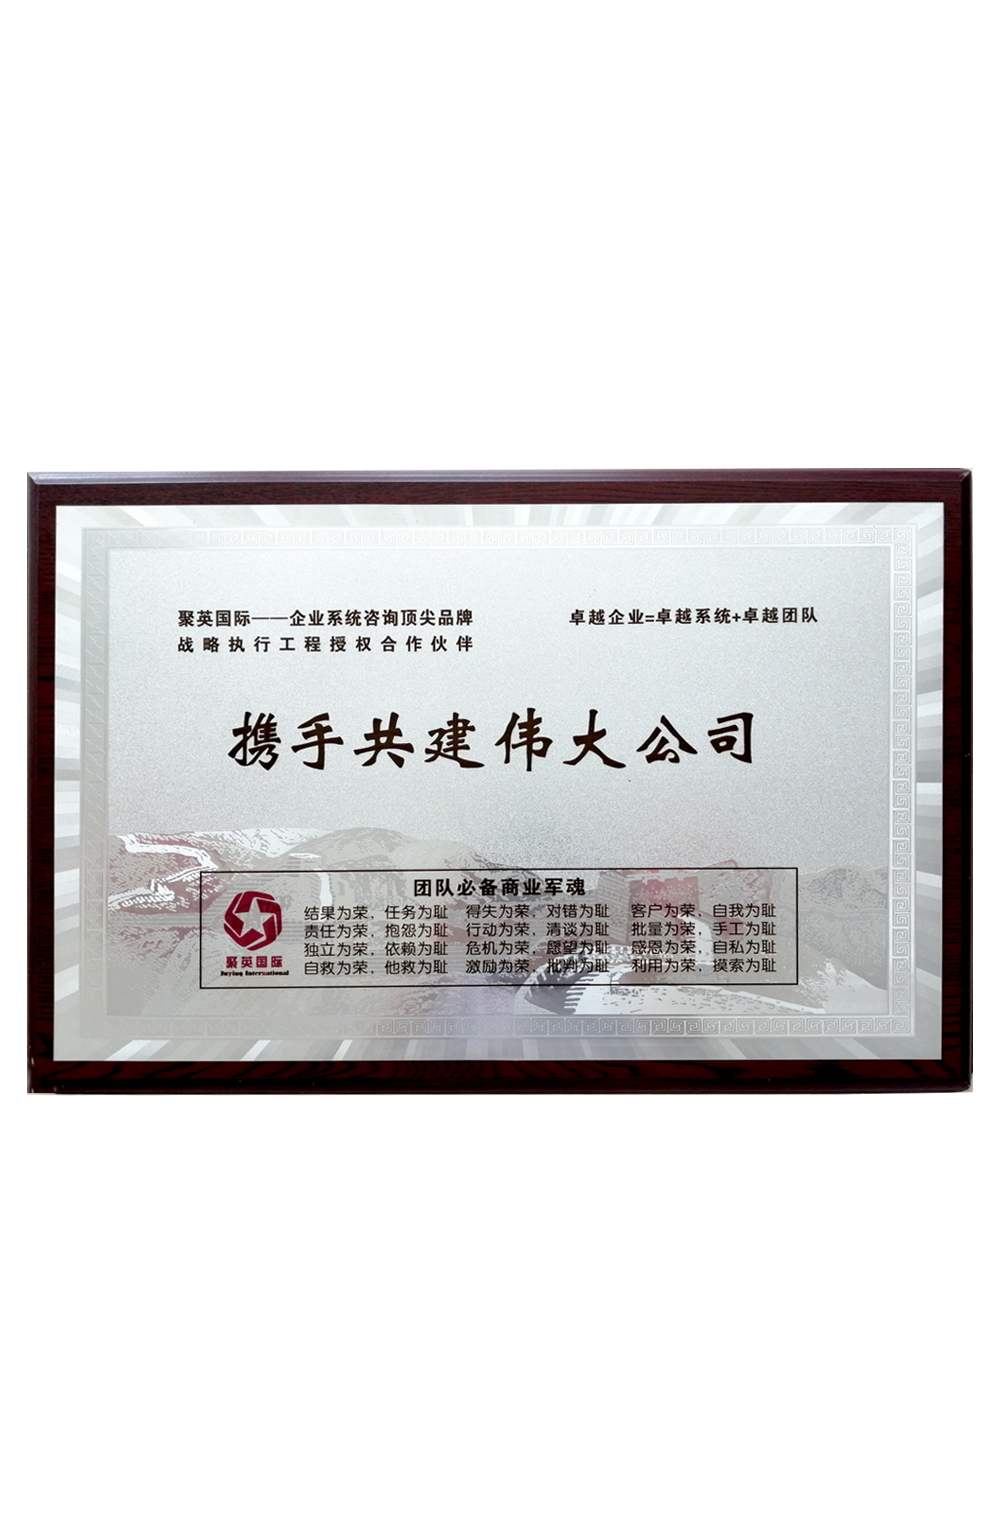 聚英国际——企业系统咨询顶尖品牌
战略执行工程授权合作伙伴
卓越企业=卓越系统+卓越团队
携手共建伟大公司
团队必备商业军魂
结果为荣，任务为耻 得失为荣，对错为耻 客户为荣，自我为耻
责任为荣，抱怨为耻 行动为荣，清谈为耻 批量为荣，手工为耻
独立为荣，依赖为耻 危机为荣，愿望为耻 感恩为荣，自私为耻
自救为荣，他救为耻 激励为荣，批判为耻 利用为荣，摸索为耻
聚英国际
Juying International